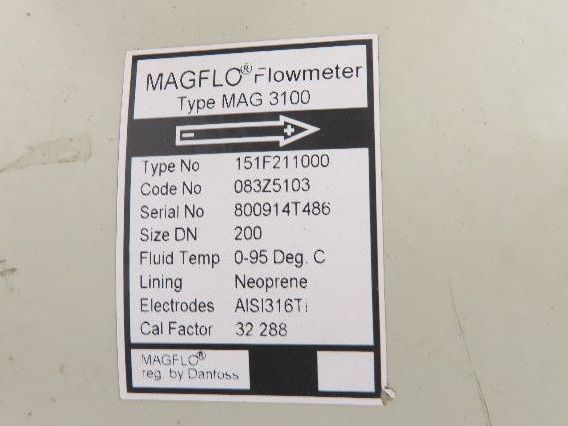 MAGFLO® Flowmeter
Type MAG 3100
- +
Type No 151F211000
Code No 083Z5103
Serial No 800914T486
Size DN 200
Fluid Temp 0-95 Deg. C
Lining Neoprene
Electrodes AISI316Ti
Cal Factor 32 288
MAGFLO®
reg. by Danfoss